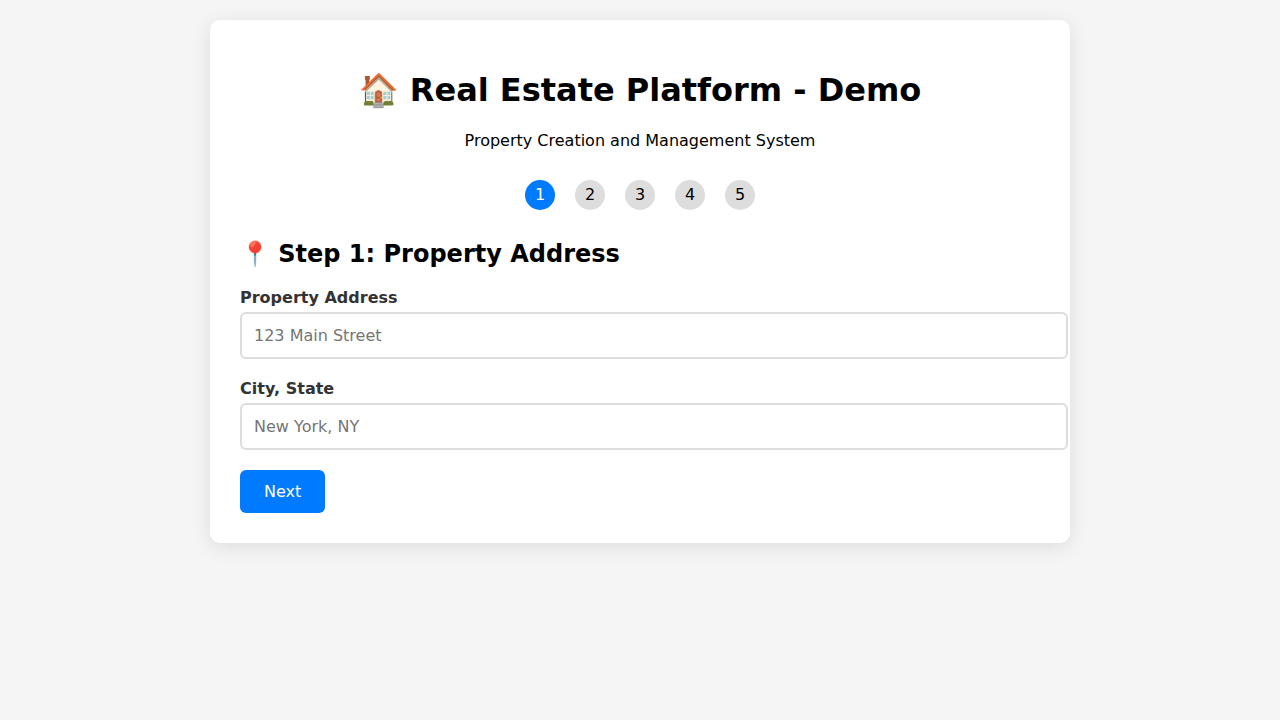 🏠 Real Estate Platform - Demo
Property Creation and Management System
1 2 3 4 5
📍 Step 1: Property Address
Property Address
123 Main Street
City, State
New York, NY
Next